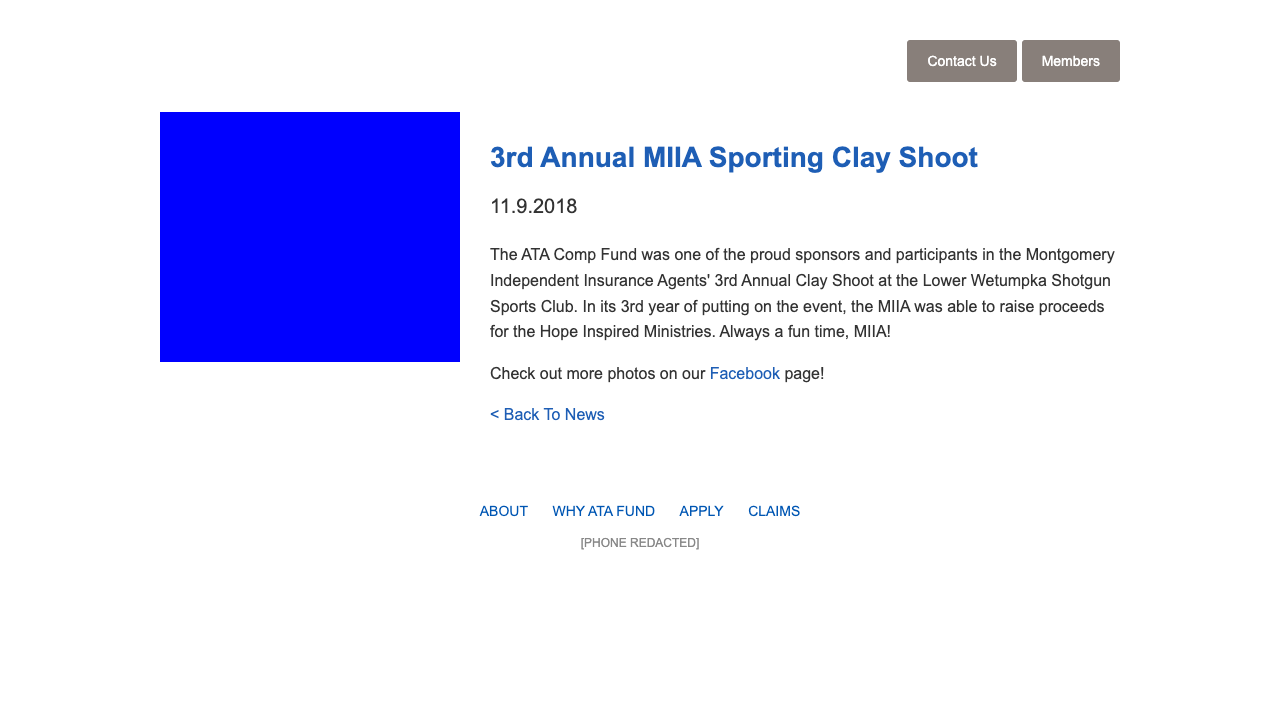 Contact Us
Members
3rd Annual MIIA Sporting Clay Shoot
11.9.2018
The ATA Comp Fund was one of the proud sponsors and participants in the Montgomery
Independent Insurance Agents' 3rd Annual Clay Shoot at the Lower Wetumpka Shotgun
Sports Club. In its 3rd year of putting on the event, the MIIA was able to raise proceeds
for the Hope Inspired Ministries. Always a fun time, MIIA!
Check out more photos on our Facebook page!
< Back To News
ABOUT WHY ATA FUND APPLY CLAIMS
[PHONE REDACTED]